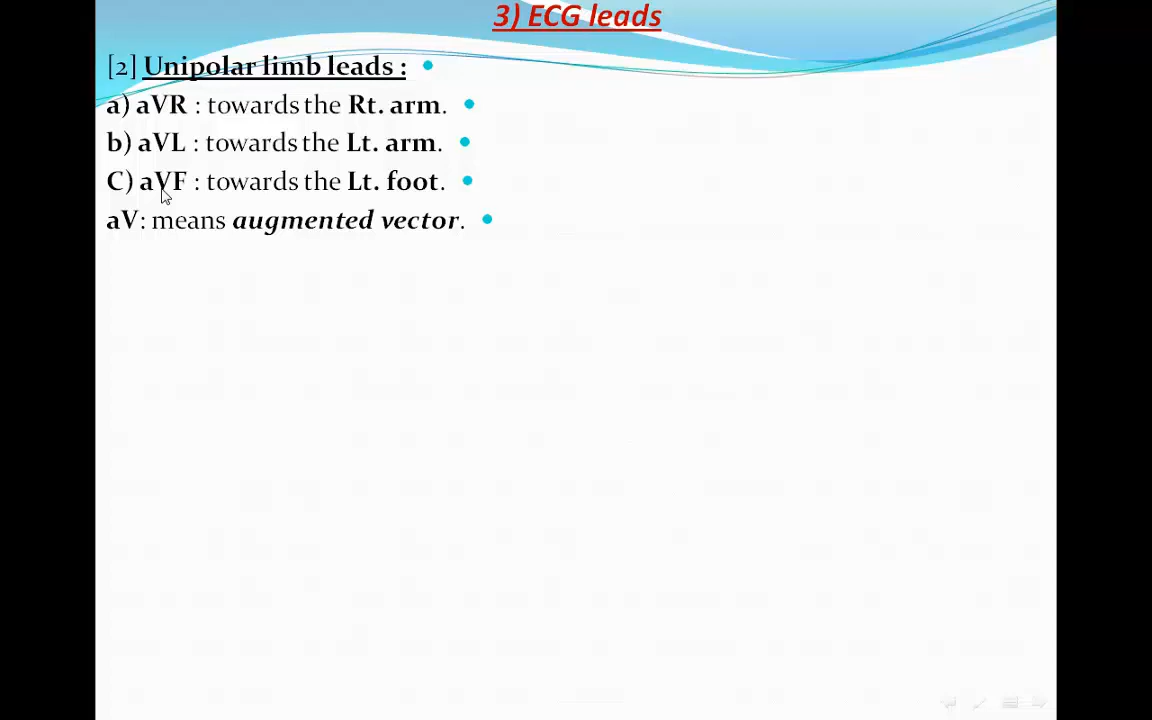 3) ECG leads
[2] Unipolar limb leads :
a) aVR : towards the Rt. arm.
b) aVL : towards the Lt. arm.
C) aVF : towards the Lt. foot.
aV: means augmented vector.